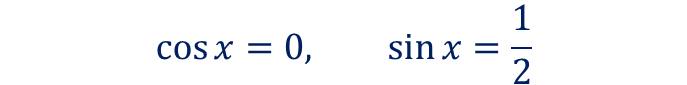 cos x = 0, sin x = 1/2